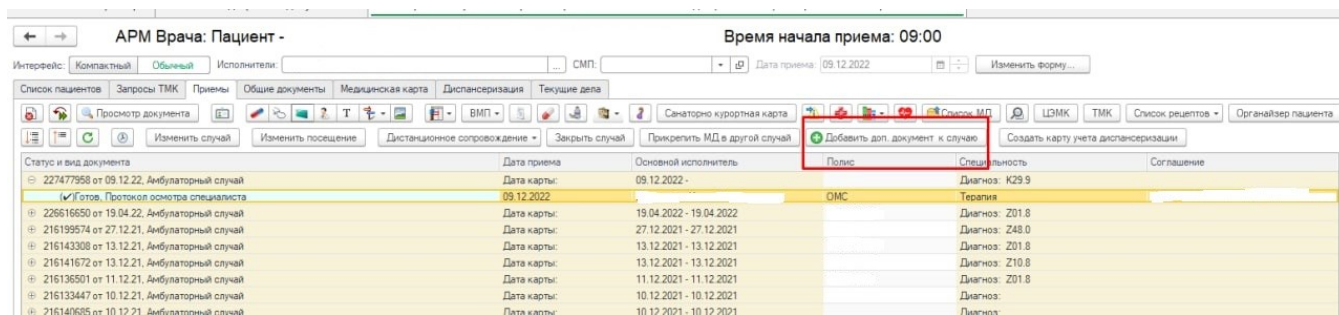 АРМ Врача: Пациент - Время начала приема: 09:00
Интерфейс: Компактный Обычный Исполнители: ... СМП: Дата приема: 09.12.2022 Изменить форму...
Список пациентов Запросы ТМК Приемы Общие документы Медицинская карта Диспансеризация Текущие дела
Просмотр документа Т ВМП Санаторно курортная карта Список МД ЦЭМК ТМК Список рецептов Органайзер пациента
Изменить случай Изменить посещение Дистанционное сопровождение Закрыть случай Прикрепить МД в другой случай Добавить доп. документ к случаю Создать карту учета диспансеризации
Статус и вид документа Дата приема Основной исполнитель Полис Специальность Соглашение
227477958 от 09.12.22, Амбулаторный случай Дата карты: 09.12.2022 - Диагноз: K29.9
(✔)Готов, Протокол осмотра специалиста 09.12.2022 ОМС Терапия
226616650 от 19.04.22, Амбулаторный случай Дата карты: 19.04.2022 - 19.04.2022 Диагноз: Z01.8
216199574 от 27.12.21, Амбулаторный случай Дата карты: 27.12.2021 - 27.12.2021 Диагноз: Z48.0
216143308 от 13.12.21, Амбулаторный случай Дата карты: 13.12.2021 - 13.12.2021 Диагноз: Z01.8
216141672 от 13.12.21, Амбулаторный случай Дата карты: 13.12.2021 - 13.12.2021 Диагноз: Z10.8
216136501 от 11.12.21, Амбулаторный случай Дата карты: 11.12.2021 - 11.12.2021 Диагноз: Z01.8
216133447 от 10.12.21, Амбулаторный случай Дата карты: 10.12.2021 - 10.12.2021 Диагноз:
216140685 от 10.12.21, Амбулаторный случай Дата карты: 10.12.2021 - 10.12.2021 Диагноз: